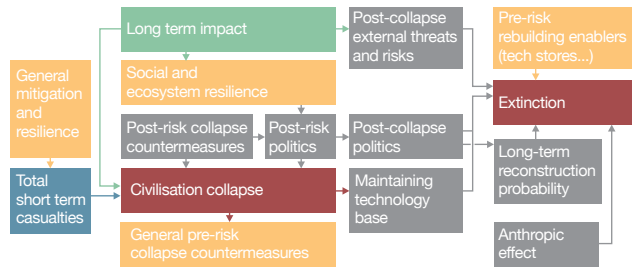 Long term impact
Post-collapse
external threats
and risks
Pre-risk
rebuilding enablers
(tech stores...)
General
mitigation
and
resilience
Social and
ecosystem resilience
Extinction
Post-risk collapse
countermeasures
Post-risk
politics
Post-collapse
politics
Long-term
reconstruction
probability
Total
short term
casualties
Civilisation collapse
Maintaining
technology
base
General pre-risk
collapse countermeasures
Anthropic
effect